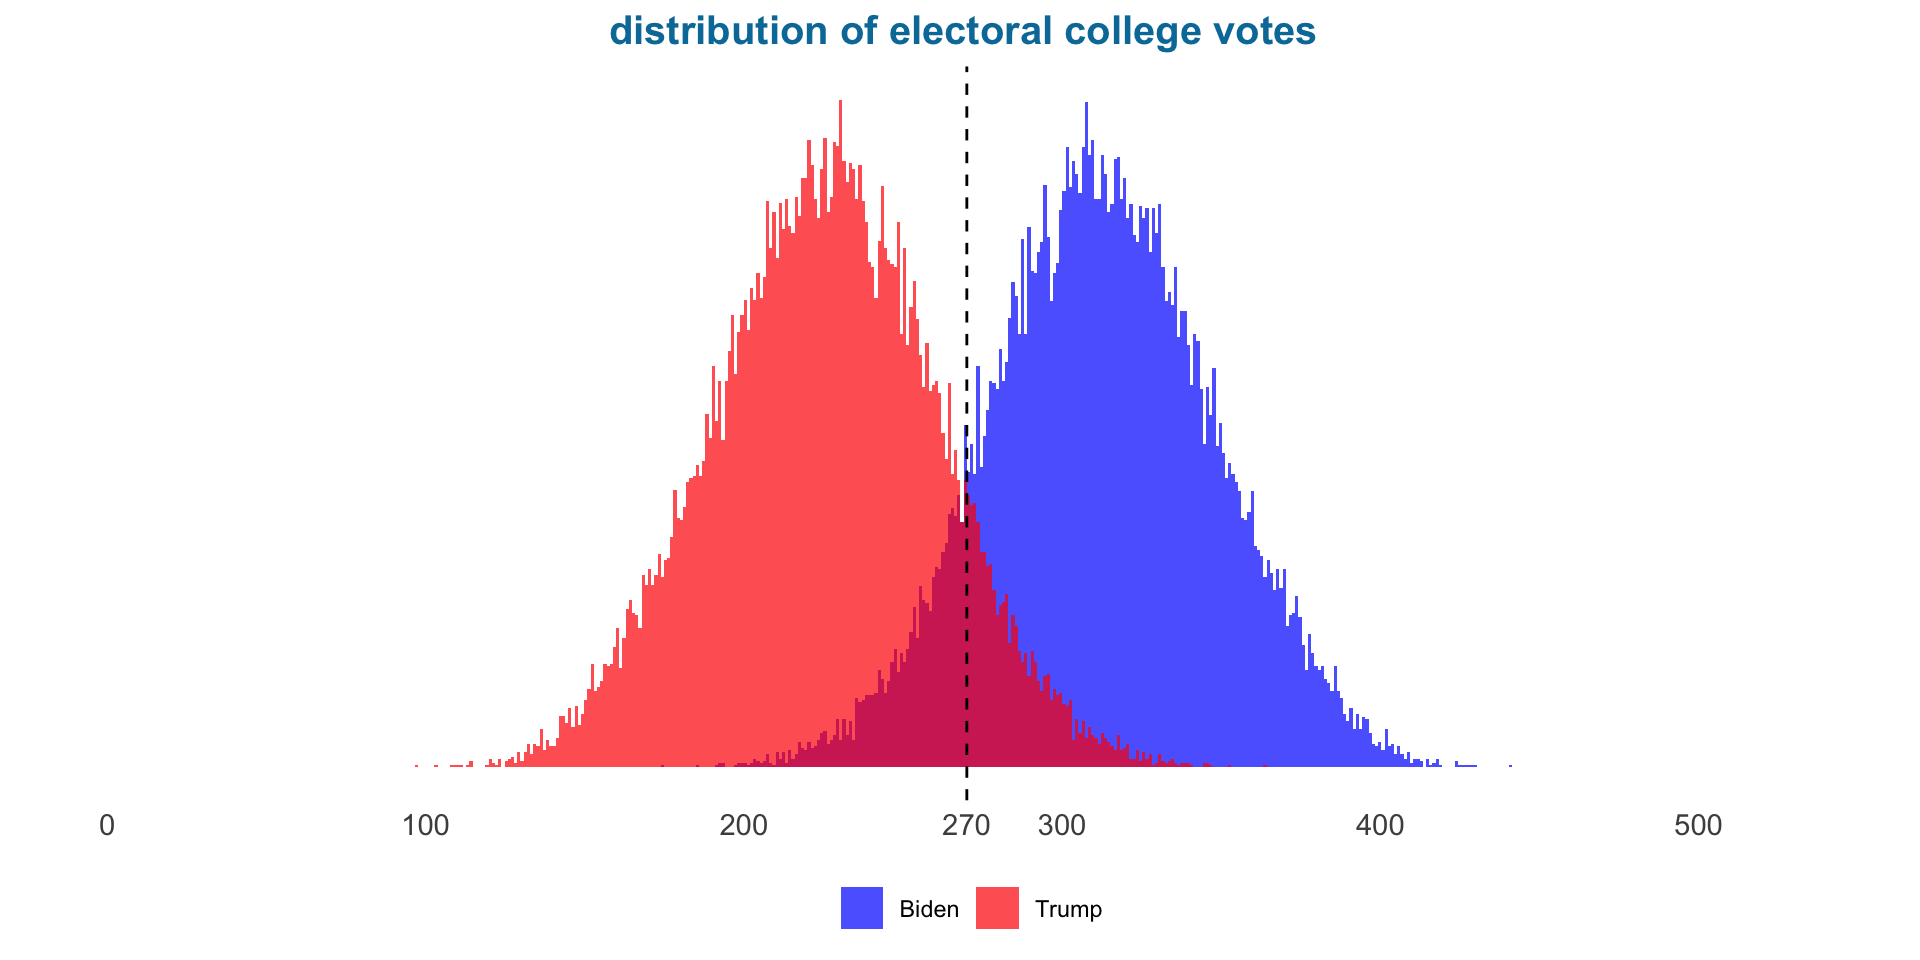 distribution of electoral college votes
0 100 200 270 300 400 500
Biden Trump